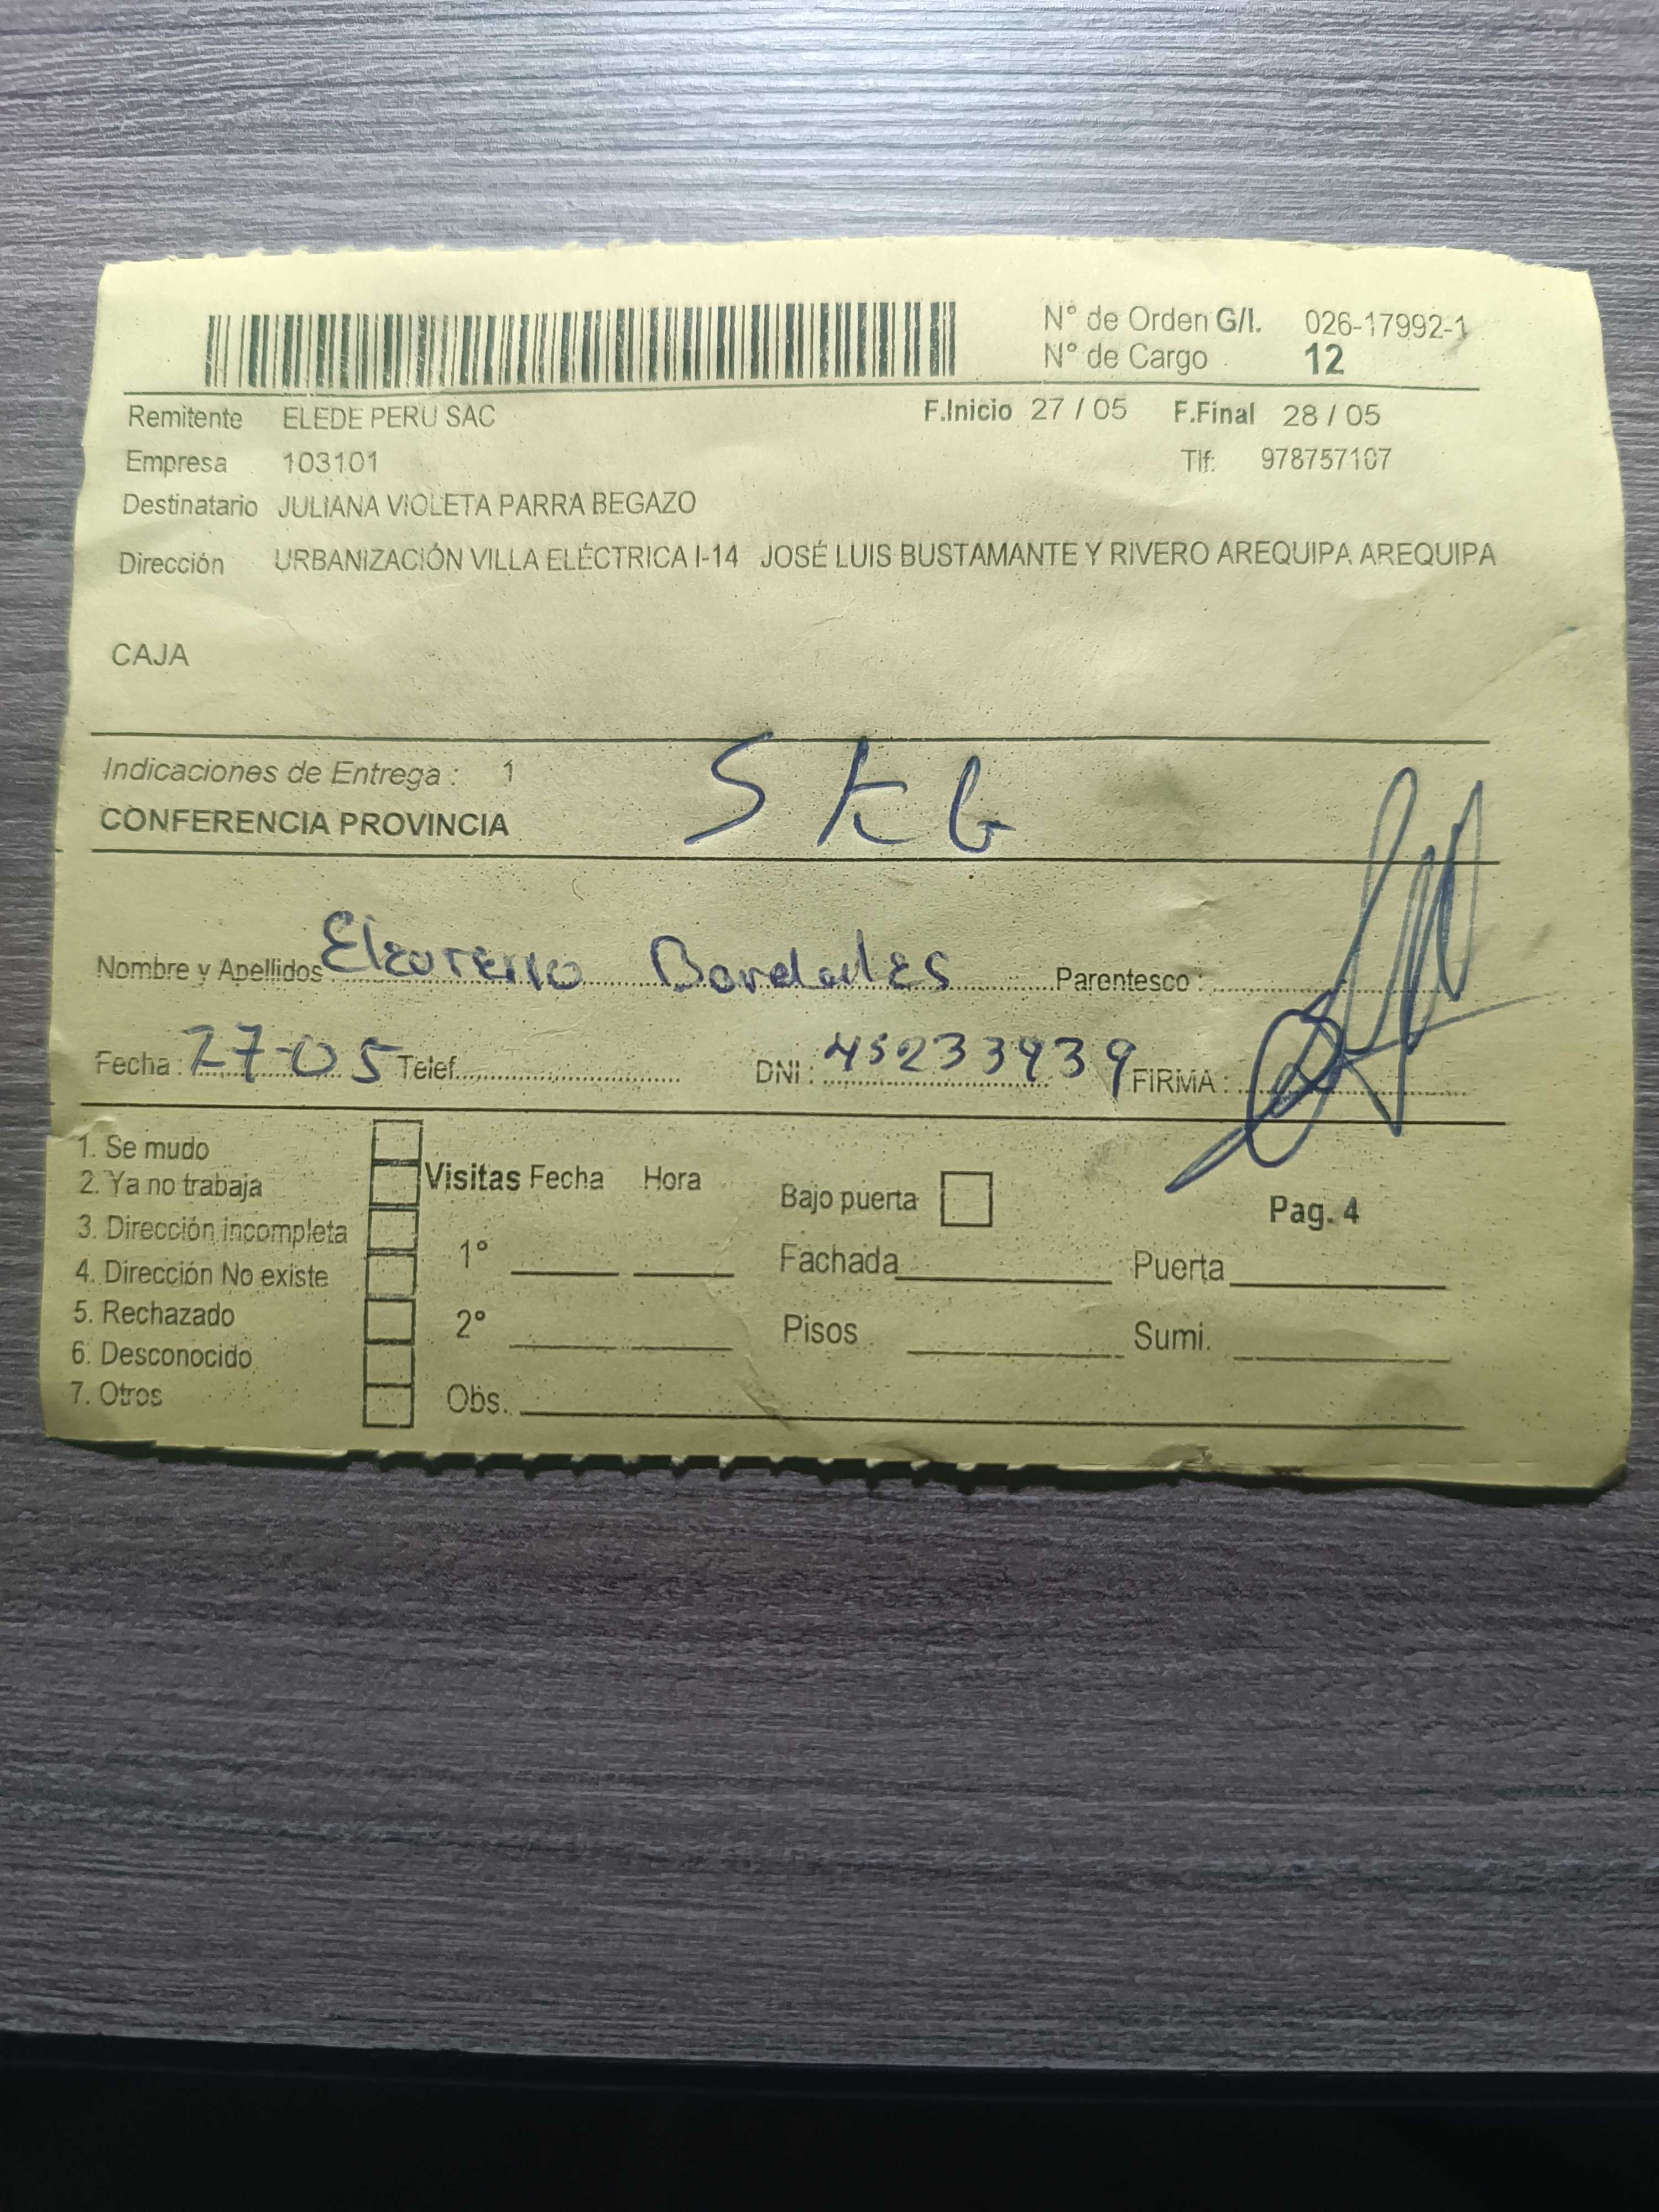 N° de Orden G/I. 026-17992-1
N° de Cargo 12
Remitente ELEDE PERU SAC F.Inicio 27 / 05 F.Final 28 / 05
Empresa 103101 Tlf: 978757107
Destinatario JULIANA VIOLETA PARRA BEGAZO
Dirección URBANIZACIÓN VILLA ELÉCTRICA I-14 JOSÉ LUIS BUSTAMANTE Y RIVERO AREQUIPA AREQUIPA
CAJA
Indicaciones de Entrega : 1
CONFERENCIA PROVINCIA
Nombre y Apellidos Parentesco :
Fecha : 27-05 Telef. DNI : 45233939 FIRMA :
1. Se mudo
2. Ya no trabaja
3. Dirección incompleta
4. Dirección No existe
5. Rechazado
6. Desconocido
7. Otros
Visitas Fecha Hora
1°
2°
Obs.
Bajo puerta
Fachada Puerta
Pisos Sumi.
Pag. 4